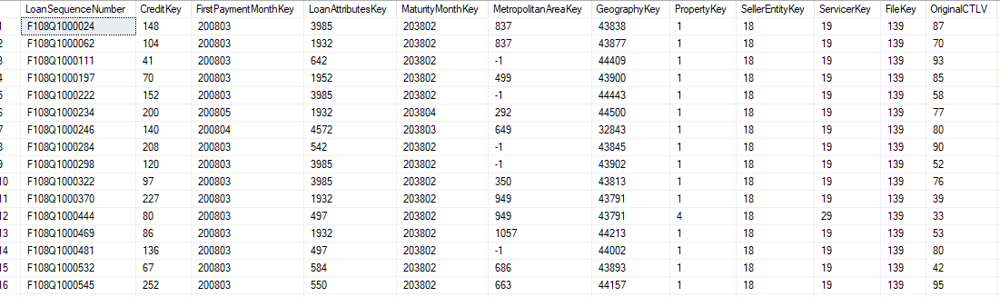 LoanSequenceNumber CreditKey FirstPaymentMonthKey LoanAttributesKey MaturityMonthKey MetropolitanAreaKey GeographyKey PropertyKey SellerEntityKey ServicerKey FileKey OriginalCTLV
1 F108Q1000024 148 200803 3985 203802 837 43838 1 18 19 139 87
2 F108Q1000062 104 200803 1932 203802 837 43877 1 18 19 139 70
3 F108Q1000111 41 200803 642 203802 -1 44409 1 18 19 139 93
4 F108Q1000197 70 200803 1952 203802 499 43900 1 18 19 139 85
5 F108Q1000222 152 200803 3985 203802 -1 44443 1 18 19 139 58
6 F108Q1000234 200 200805 1932 203804 292 44500 1 18 19 139 77
7 F108Q1000246 140 200804 4572 203803 649 32843 1 18 19 139 80
8 F108Q1000284 208 200803 542 203802 -1 43845 1 18 19 139 90
9 F108Q1000298 120 200803 3985 203802 -1 43902 1 18 19 139 52
10 F108Q1000322 97 200803 3985 203802 350 43813 1 18 19 139 76
11 F108Q1000370 227 200803 1932 203802 949 43791 1 18 19 139 39
12 F108Q1000444 80 200803 497 203802 949 43791 4 18 29 139 33
13 F108Q1000469 86 200803 1932 203802 1057 44213 1 18 19 139 53
14 F108Q1000481 136 200803 497 203802 -1 44002 1 18 19 139 80
15 F108Q1000532 67 200803 584 203802 686 43893 1 18 19 139 42
16 F108Q1000545 252 200803 550 203802 663 44157 1 18 19 139 95